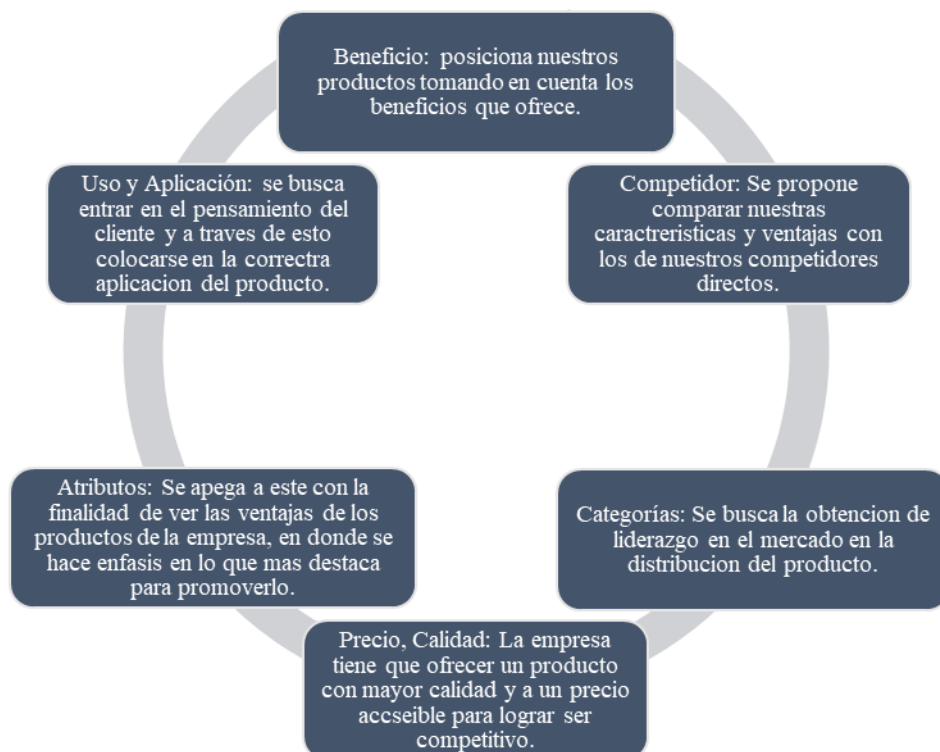 Beneficio: posiciona nuestros
productos tomando en cuenta los
beneficios que ofrece.
Competidor: Se propone
comparar nuestras
caractreristicas y ventajas con
los de nuestros competidores
directos.
Categorías: Se busca la obtencion de
liderazgo en el mercado en la
distribucion del producto.
Precio, Calidad: La empresa
tiene que ofrecer un producto
con mayor calidad y a un precio
accseible para lograr ser
competitivo.
Atributos: Se apega a este con la
finalidad de ver las ventajas de los
productos de la empresa, en donde se
hace enfasis en lo que mas destaca
para promoverlo.
Uso y Aplicación: se busca
entrar en el pensamiento del
cliente y a traves de esto
colocarse en la correctra
aplicacion del producto.